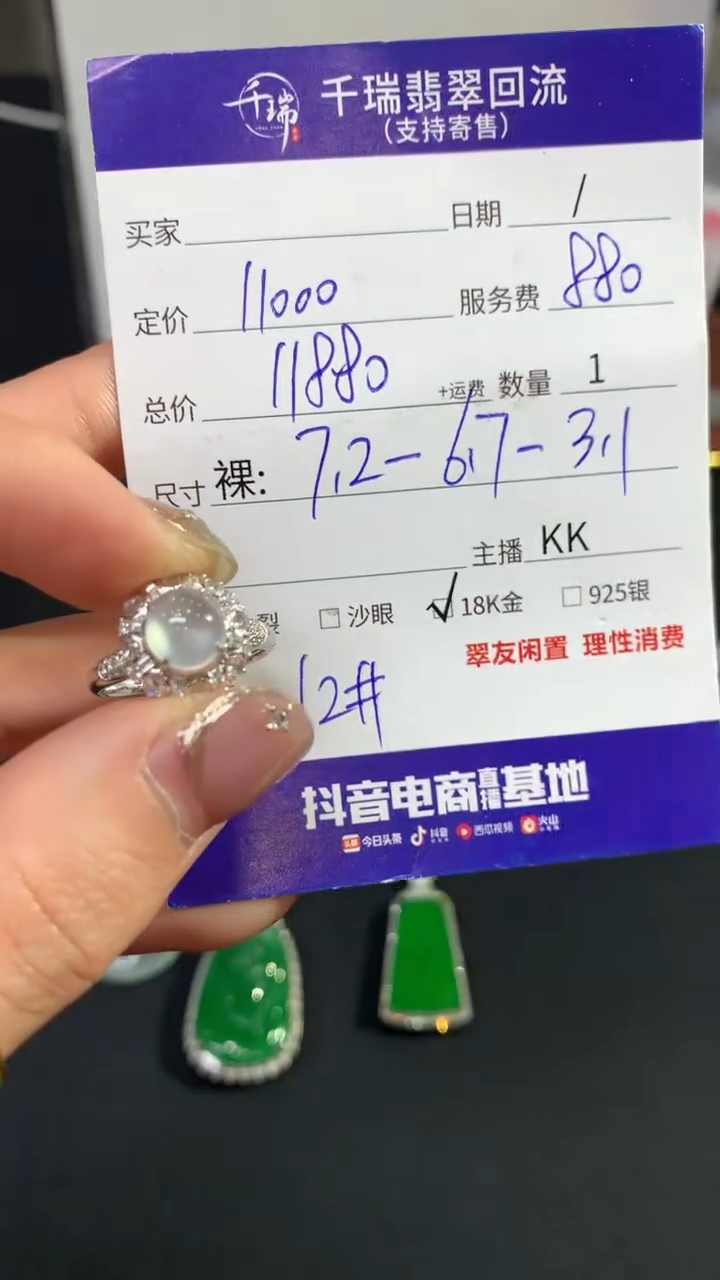 千瑞 千瑞翡翠回流
(支持寄售)
买家 日期 /
定价 11000 服务费 880
总价 11880 +运费 数量 1
尺寸 裸: 7.2-6.7-3.1
主播 KK
裂 沙眼 ✓ 18K金 925银
翠友闲置 理性消费
12#
抖音电商直播基地
头条 今日头条 抖音 西瓜视频 火山